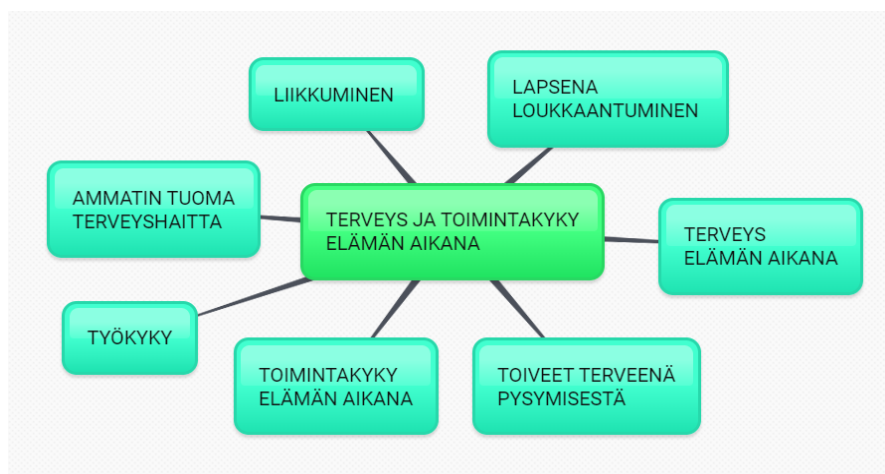 LIIKKUMINEN
LAPSENA
LOUKKAANTUMINEN
AMMATIN TUOMA
TERVEYSHAITTA
TERVEYS JA TOIMINTAKYKY
ELÄMÄN AIKANA
TERVEYS
ELÄMÄN AIKANA
TYÖKYKY
TOIMINTAKYKY
ELÄMÄN AIKANA
TOIVEET TERVEENÄ
PYSYMISESTÄ